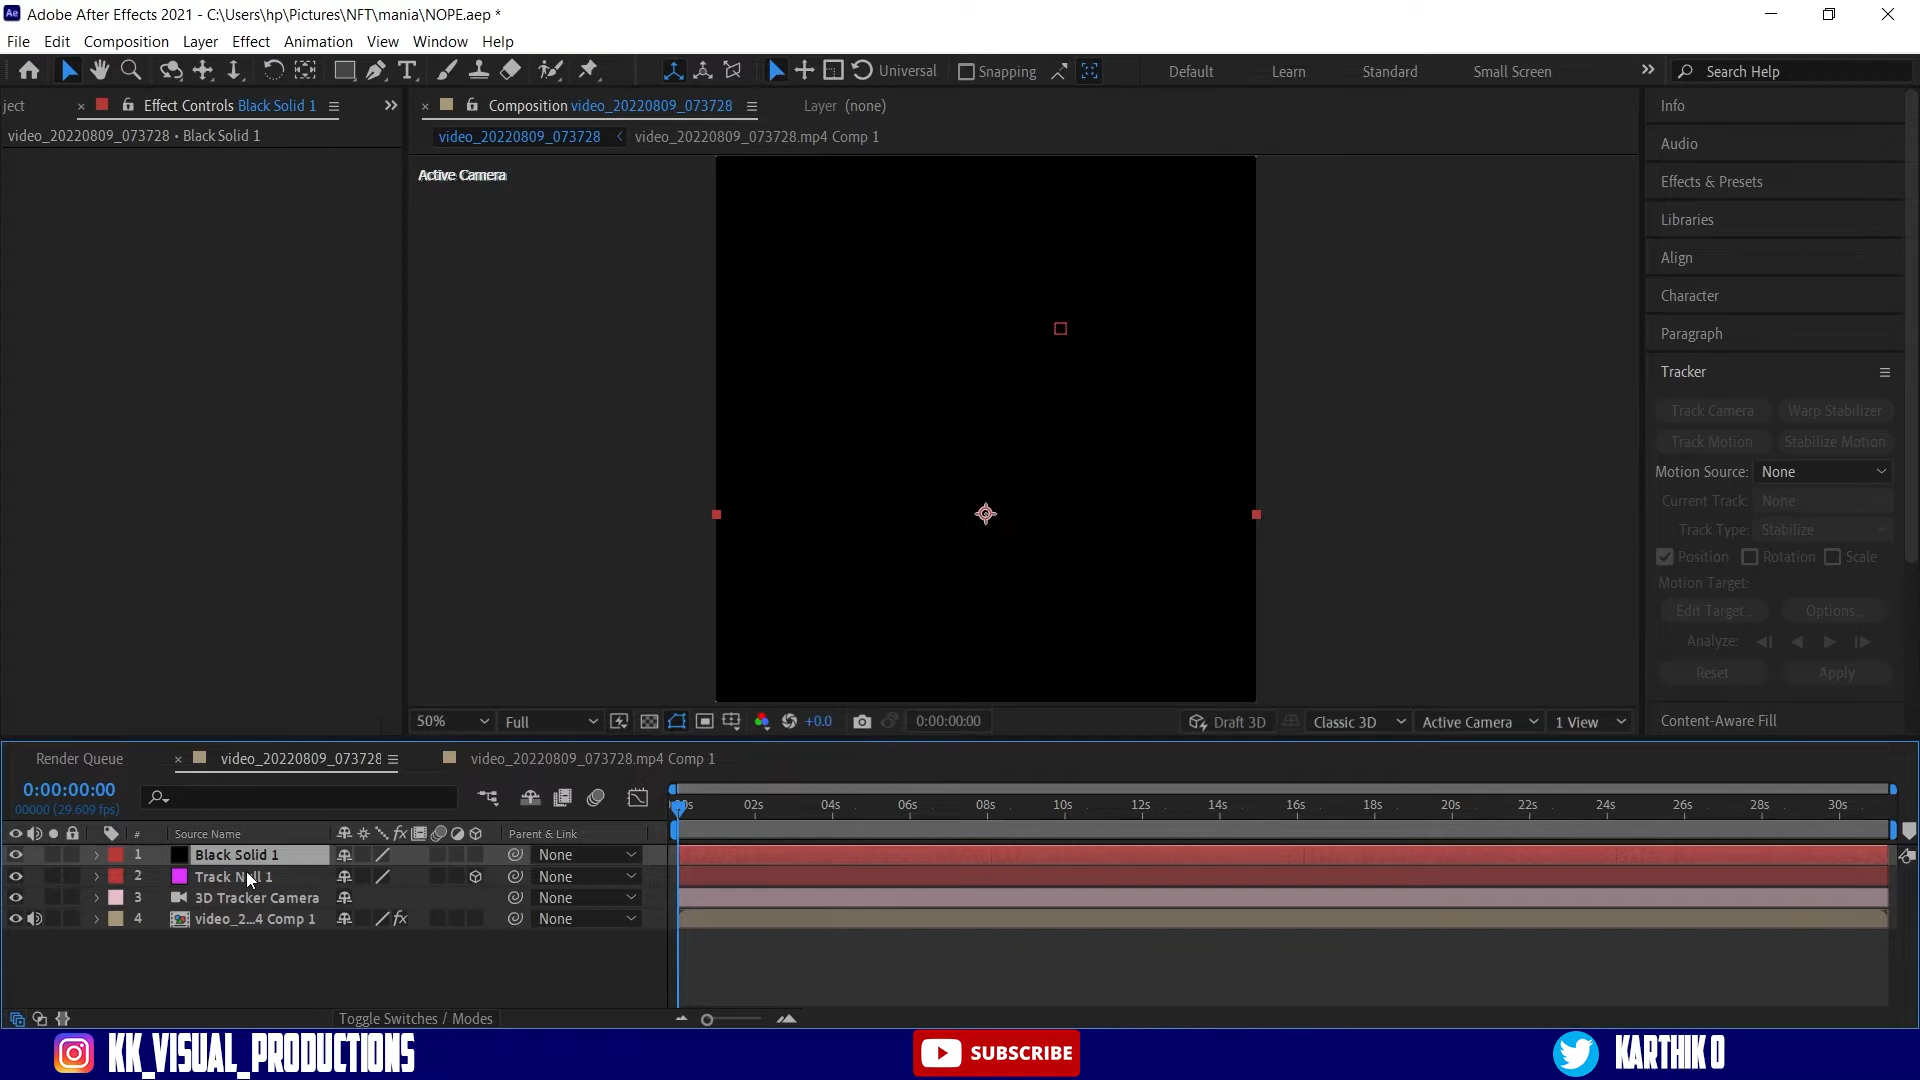 Adobe After Effects 2021 - C:\Users\hp\Pictures\NFT\mania\NOPE.aep *
File Edit Composition Layer Effect Animation View Window Help
Universal Snapping Default Learn Standard Small Screen Search Help
ject Effect Controls Black Solid 1
video_20220809_073728 • Black Solid 1
Composition video_20220809_073728 Layer (none)
video_20220809_073728 video_20220809_073728.mp4 Comp 1
Active Camera
Info
Audio
Effects & Presets
Libraries
Align
Character
Paragraph
Tracker
Track Camera Warp Stabilizer
Track Motion Stabilize Motion
Motion Source: None
Current Track: None
Track Type: Stabilize
Position Rotation Scale
Motion Target:
Edit Target... Options...
Analyze:
Reset Apply
Content-Aware Fill
50% Full +0.0 0:00:00:00 Draft 3D Classic 3D Active Camera 1 View
Render Queue video_20220809_073728 video_20220809_073728.mp4 Comp 1
0:00:00:00
00000 (29.609 fps)
02s 04s 06s 08s 10s 12s 14s 16s 18s 20s 22s 24s 26s 28s 30s
# Source Name Parent & Link
1 Black Solid 1 None
2 Track Null 1 None
3 3D Tracker Camera None
4 video_2...4 Comp 1 None
Toggle Switches / Modes
KK_VISUAL_PRODUCTIONS
SUBSCRIBE
KARTHIK O